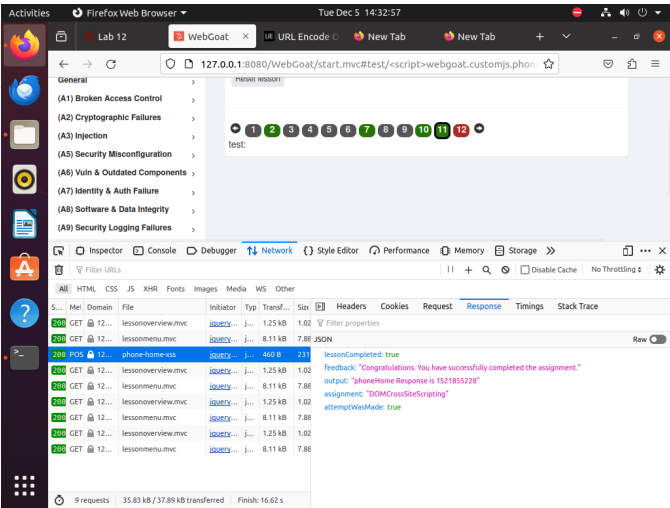 Activities Firefox Web Browser Tue Dec 5 14:32:57
Lab 12 WebGoat × UE URL Encode New Tab New Tab +
127.0.0.1:8080/WebGoat/start.mvc#test/<script>webgoat.customjs.phon
General Reset lesson
(A1) Broken Access Control
(A2) Cryptographic Failures
(A3) Injection
(A5) Security Misconfiguration
(A6) Vuln & Outdated Components
(A7) Identity & Auth Failure
(A8) Software & Data Integrity
(A9) Security Logging Failures
1 2 3 4 5 6 7 8 9 10 11 12
test:
Inspector Console Debugger Network {} Style Editor Performance Memory Storage
Filter URLs Disable Cache No Throttling
All HTML CSS JS XHR Fonts Images Media WS Other
S... Met Domain File Initiator Typ Transf... Size Headers Cookies Request Response Timings Stack Trace
200 GET 12... lessonoverview.mvc jquery... j... 1.25 kB 1.02
200 GET 12... lessonmenu.mvc jquery... j... 8.11 kB 7.88
200 POS 12... phone-home-xss jquery... j... 460 B 231
200 GET 12... lessonoverview.mvc jquery... j... 1.25 kB 1.02
200 GET 12... lessonmenu.mvc jquery... j... 8.11 kB 7.88
200 GET 12... lessonoverview.mvc jquery... j... 1.25 kB 1.02
200 GET 12... lessonmenu.mvc jquery... j... 8.11 kB 7.88
200 GET 12... lessonoverview.mvc jquery... j... 1.25 kB 1.02
200 GET 12... lessonmenu.mvc jquery... j... 8.11 kB 7.88
Filter properties
JSON Raw
lessonCompleted: true
feedback: "Congratulations. You have successfully completed the assignment."
output: "phoneHome Response is 1521855228"
assignment: "DOMCrossSiteScripting"
attemptWasMade: true
9 requests 35.83 kB / 37.89 kB transferred Finish: 16.62 s